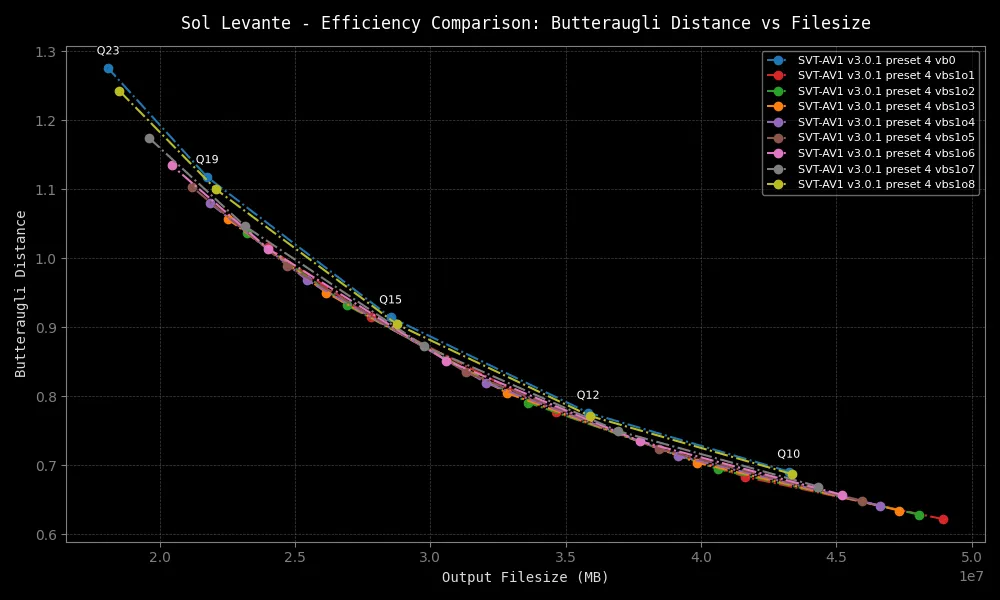 Sol Levante - Efficiency Comparison: Butteraugli Distance vs Filesize
1.3
1.2
1.1
1.0
0.9
0.8
0.7
0.6
Butteraugli Distance
Q23
Q19
Q15
Q12
Q10
SVT-AV1 v3.0.1 preset 4 vb0
SVT-AV1 v3.0.1 preset 4 vbs1o1
SVT-AV1 v3.0.1 preset 4 vbs1o2
SVT-AV1 v3.0.1 preset 4 vbs1o3
SVT-AV1 v3.0.1 preset 4 vbs1o4
SVT-AV1 v3.0.1 preset 4 vbs1o5
SVT-AV1 v3.0.1 preset 4 vbs1o6
SVT-AV1 v3.0.1 preset 4 vbs1o7
SVT-AV1 v3.0.1 preset 4 vbs1o8
2.0 2.5 3.0 3.5 4.0 4.5 5.0
1e7
Output Filesize (MB)